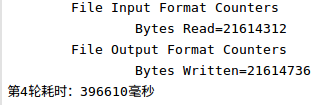 File Input Format Counters
Bytes Read=21614312
File Output Format Counters
Bytes Written=21614736
第4轮耗时：396610毫秒